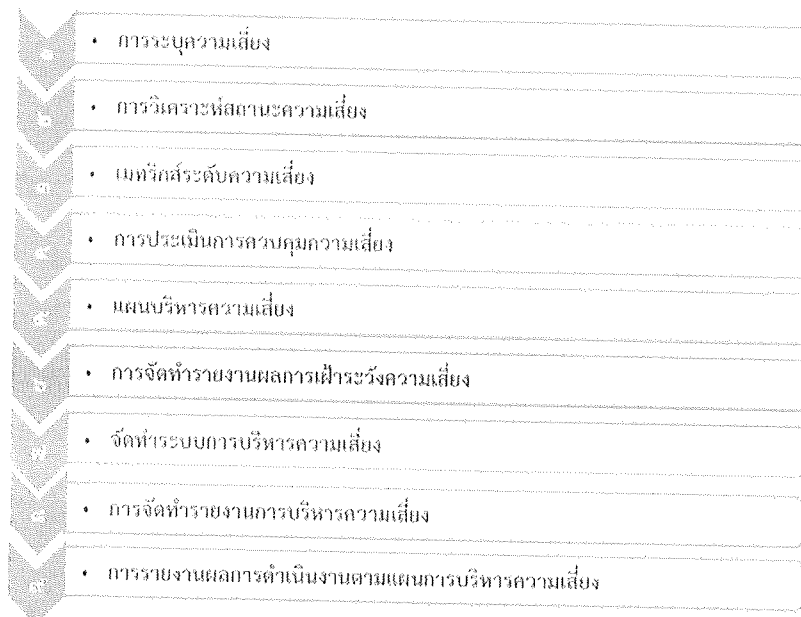 • การระบุความเสี่ยง
• การวิเคราะห์สถานะความเสี่ยง
• เมทริกส์ระดับความเสี่ยง
• การประเมินการควบคุมความเสี่ยง
• แผนบริหารความเสี่ยง
• การจัดทำรายงานผลการเฝ้าระวังความเสี่ยง
• จัดทำระบบการบริหารความเสี่ยง
• การจัดทำรายงานการบริหารความเสี่ยง
• การรายงานผลการดำเนินงานตามแผนการบริหารความเสี่ยง